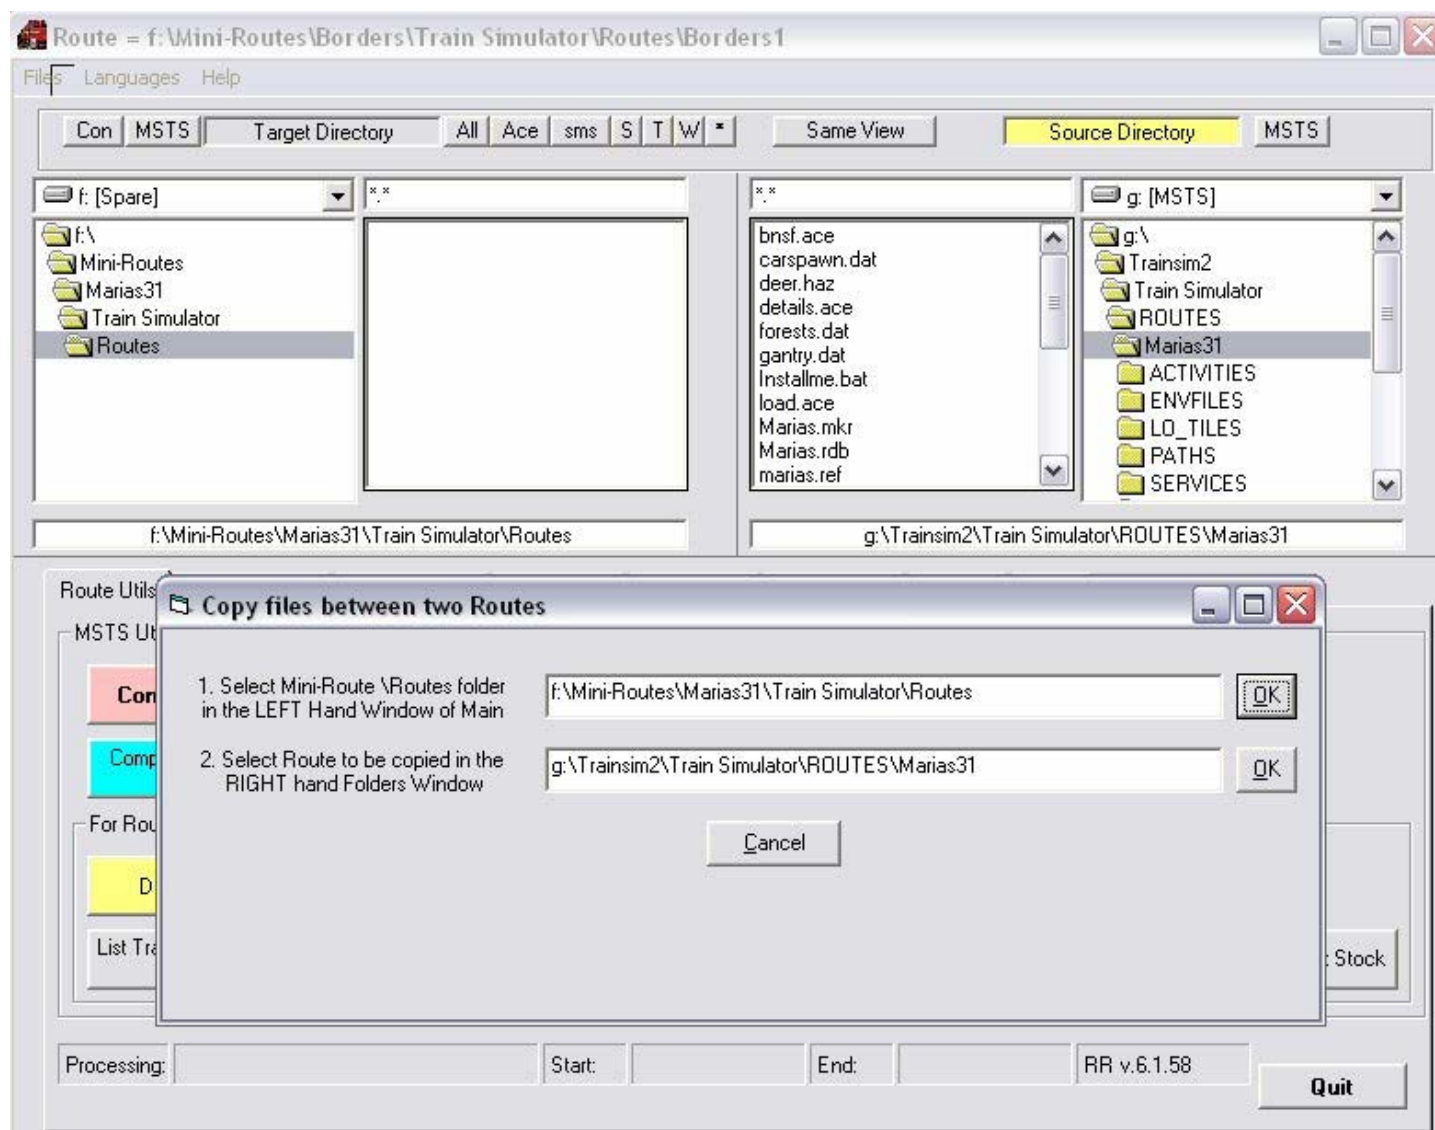 Route = f:\Mini-Routes\Borders\Train Simulator\Routes\Borders1
Files Languages Help
Con MSTS Target Directory All Ace sms S T W * Same View Source Directory MSTS
f: [Spare] *.* *.* g: [MSTS]
f:\
Mini-Routes
Marias31
Train Simulator
Routes
bnsf.ace
carspawn.dat
deer.haz
details.ace
forests.dat
gantry.dat
Installme.bat
load.ace
Marias.mkr
Marias.rdb
marias.ref
g:\
Trainsim2
Train Simulator
ROUTES
Marias31
ACTIVITIES
ENVFILES
LO_TILES
PATHS
SERVICES
f:\Mini-Routes\Marias31\Train Simulator\Routes
g:\Trainsim2\Train Simulator\ROUTES\Marias31
Route Utils
MSTS Ut
Con
Comp
For Rou
D
List Tra
Copy files between two Routes
1. Select Mini-Route \Routes folder
in the LEFT Hand Window of Main
f:\Mini-Routes\Marias31\Train Simulator\Routes
OK
2. Select Route to be copied in the
RIGHT hand Folders Window
g:\Trainsim2\Train Simulator\ROUTES\Marias31
OK
Cancel
: Stock
Processing: Start: End: RR v.6.1.58
Quit